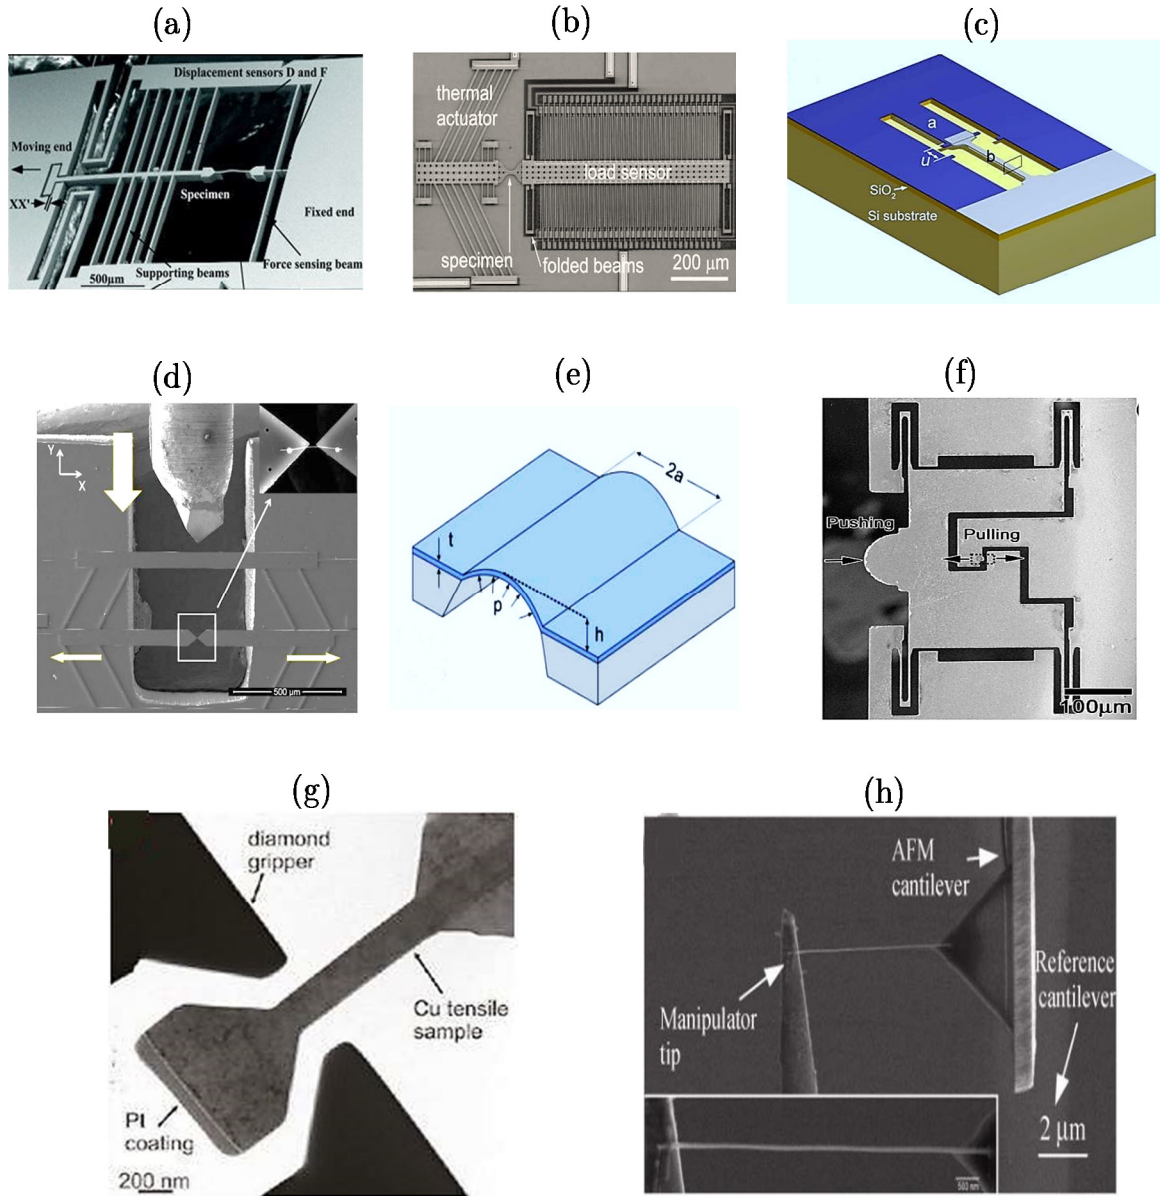 (a)
Displacement sensors D and F
Moving end
XX'
Specimen
Fixed end
Supporting beams
Force sensing beam
500μm
(b)
thermal
actuator
load sensor
specimen
folded beams
200 μm
(c)
a
b
u
SiO₂
Si substrate
(d)
Y
X
500 μm
(e)
2a
t
p
h
(f)
Pushing
Pulling
100μm
(g)
diamond
gripper
Cu tensile
sample
Pt
coating
200 nm
(h)
AFM
cantilever
Reference
cantilever
Manipulator
tip
2 μm
500 nm